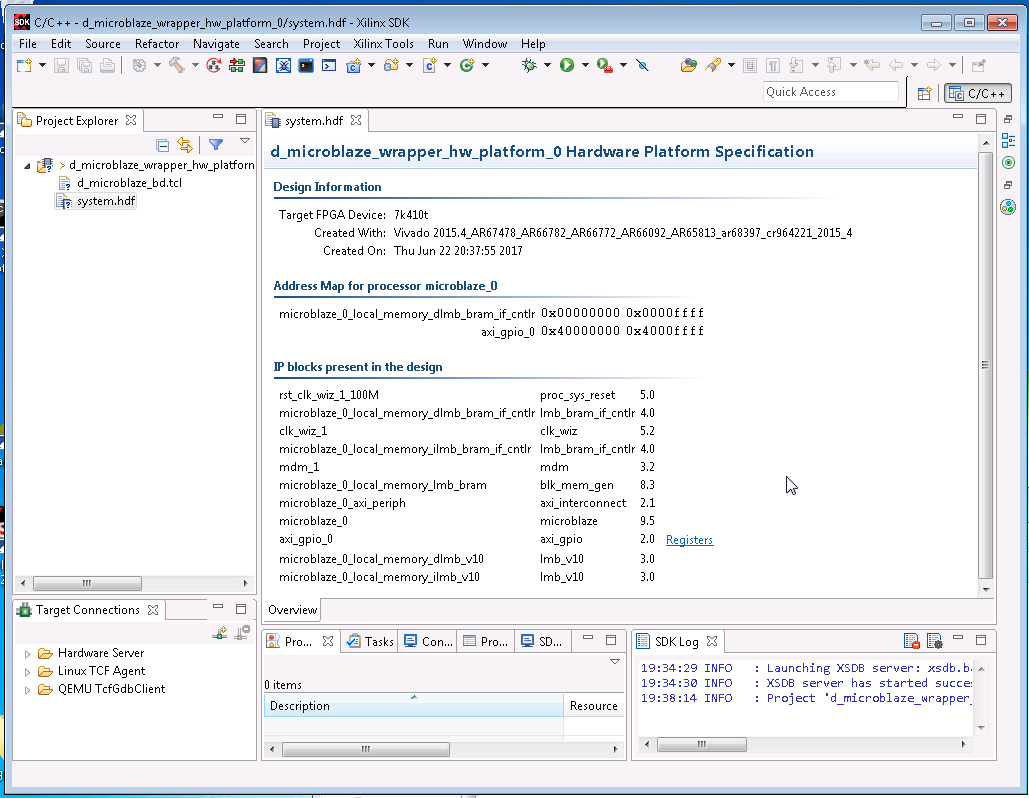 SDK C/C++ - d_microblaze_wrapper_hw_platform_0/system.hdf - Xilinx SDK
File Edit Source Refactor Navigate Search Project Xilinx Tools Run Window Help
Quick Access
C/C++
Project Explorer
> d_microblaze_wrapper_hw_platform
d_microblaze_bd.tcl
system.hdf
system.hdf
d_microblaze_wrapper_hw_platform_0 Hardware Platform Specification
Design Information
Target FPGA Device: 7k410t
Created With: Vivado 2015.4_AR67478_AR66782_AR66772_AR66092_AR65813_ar68397_cr964221_2015_4
Created On: Thu Jun 22 20:37:55 2017
Address Map for processor microblaze_0
microblaze_0_local_memory_dlmb_bram_if_cntlr 0x00000000 0x0000ffff
axi_gpio_0 0x40000000 0x4000ffff
IP blocks present in the design
rst_clk_wiz_1_100M proc_sys_reset 5.0
microblaze_0_local_memory_dlmb_bram_if_cntlr lmb_bram_if_cntlr 4.0
clk_wiz_1 clk_wiz 5.2
microblaze_0_local_memory_ilmb_bram_if_cntlr lmb_bram_if_cntlr 4.0
mdm_1 mdm 3.2
microblaze_0_local_memory_lmb_bram blk_mem_gen 8.3
microblaze_0_axi_periph axi_interconnect 2.1
microblaze_0 microblaze 9.5
axi_gpio_0 axi_gpio 2.0 Registers
microblaze_0_local_memory_dlmb_v10 lmb_v10 3.0
microblaze_0_local_memory_ilmb_v10 lmb_v10 3.0
Overview
Target Connections
Hardware Server
Linux TCF Agent
QEMU TcfGdbClient
Pro... Tasks Con... Pro... SD...
0 items
Description Resource
SDK Log
19:34:29 INFO : Launching XSDB server: xsdb.ba
19:34:30 INFO : XSDB server has started succes
19:38:14 INFO : Project 'd_microblaze_wrapper_